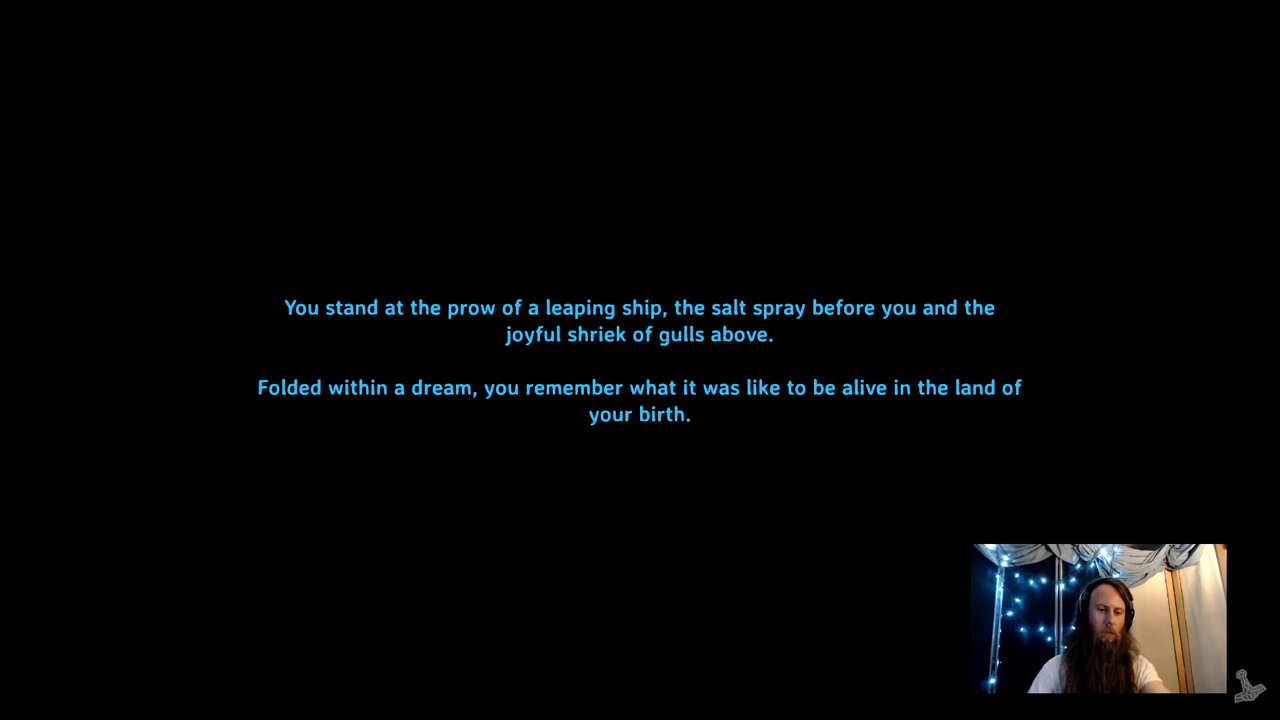 You stand at the prow of a leaping ship, the salt spray before you and the
joyful shriek of gulls above.
Folded within a dream, you remember what it was like to be alive in the land of
your birth.